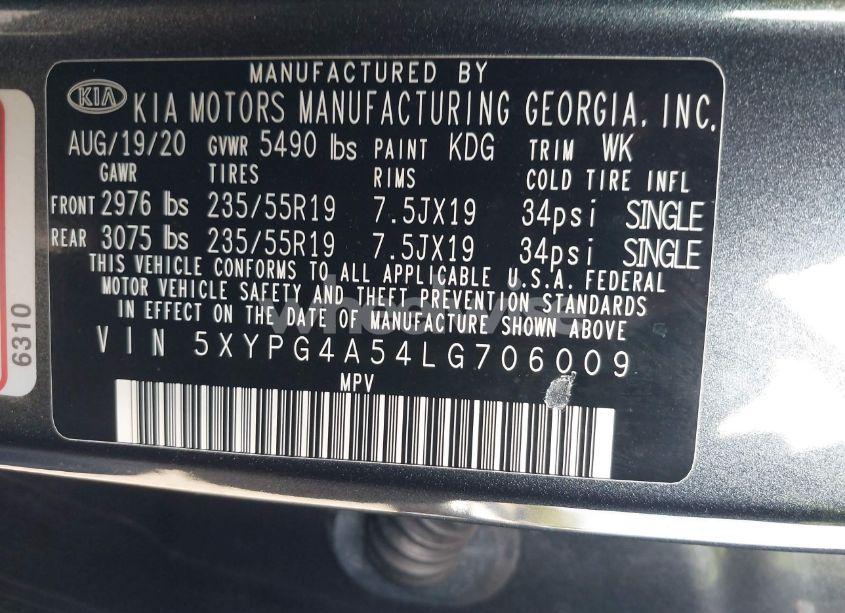 MANUFACTURED BY
KIA KIA MOTORS MANUFACTURING GEORGIA, INC.
AUG/19/20 GVWR 5490 lbs PAINT KDG TRIM WK
GAWR TIRES RIMS COLD TIRE INFL
FRONT 2976 lbs 235/55R19 7.5JX19 34psi SINGLE
REAR 3075 lbs 235/55R19 7.5JX19 34psi SINGLE
THIS VEHICLE CONFORMS TO ALL APPLICABLE U.S.A. FEDERAL
MOTOR VEHICLE SAFETY AND THEFT PREVENTION STANDARDS
IN EFFECT ON THE DATE OF MANUFACTURE SHOWN ABOVE
VIN 5XYPG4A54LG706009
MPV
6310